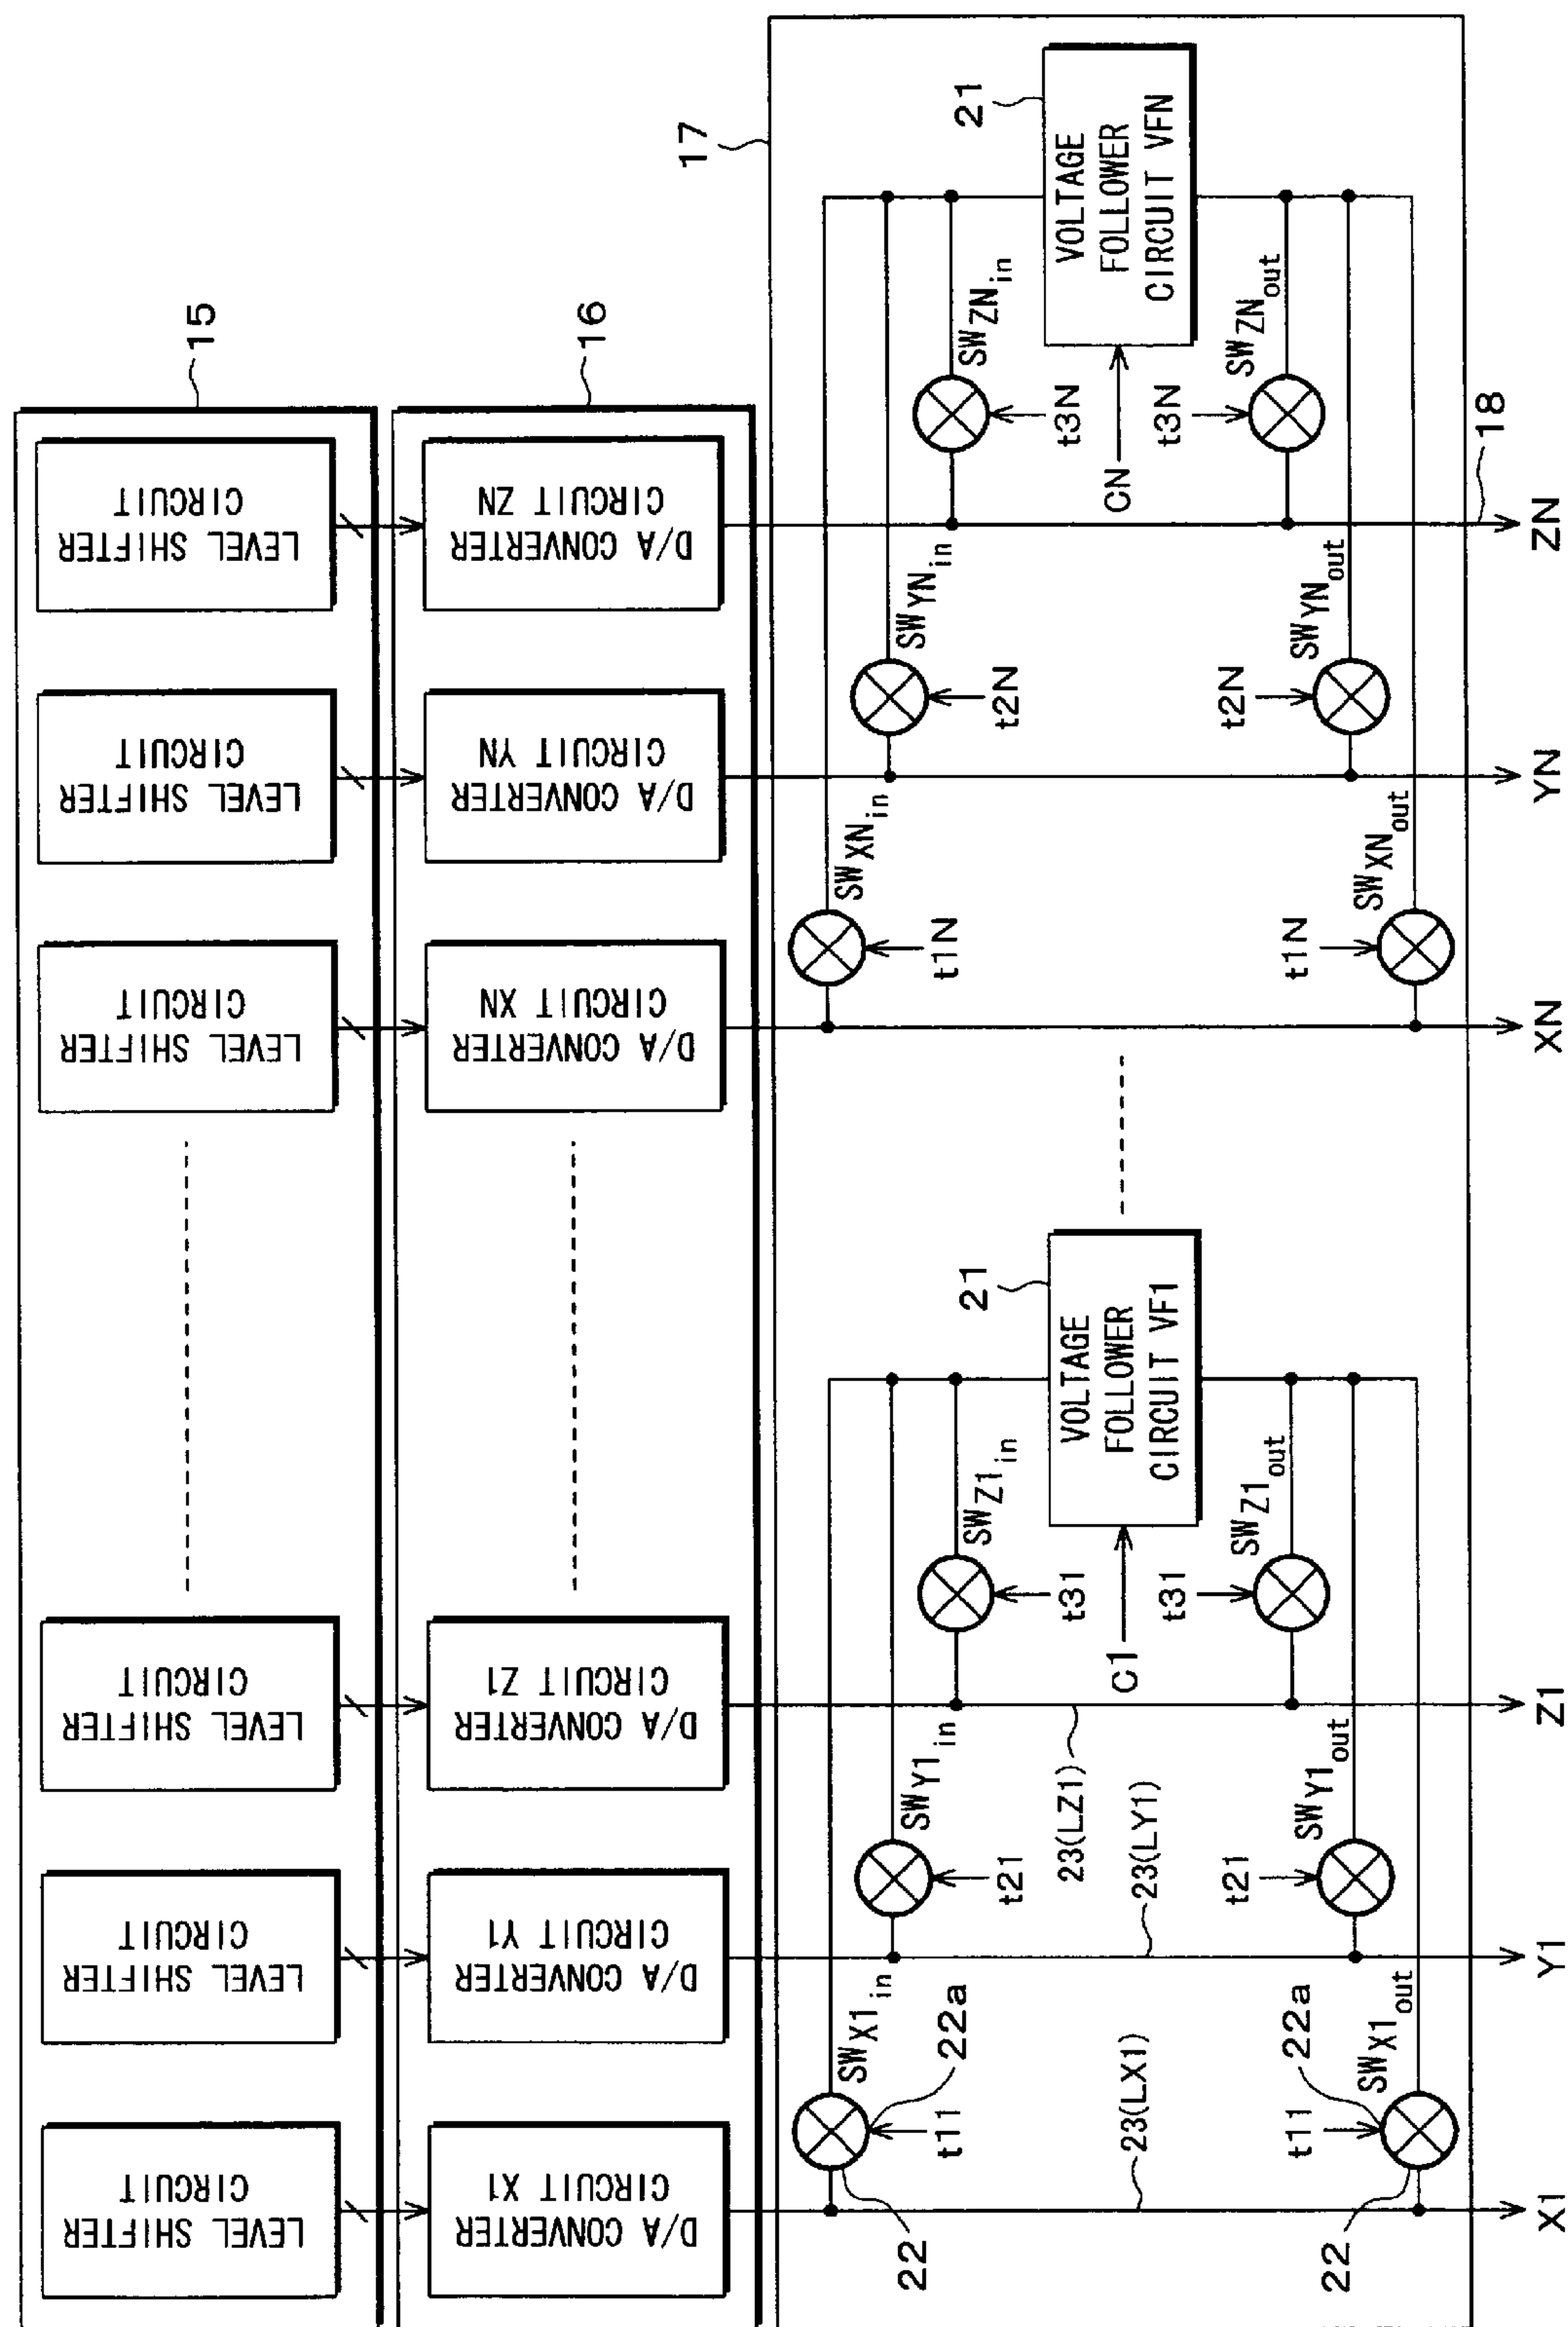 15
LEVEL SHIFTER
CIRCUIT
LEVEL SHIFTER
CIRCUIT
LEVEL SHIFTER
CIRCUIT
LEVEL SHIFTER
CIRCUIT
LEVEL SHIFTER
CIRCUIT
LEVEL SHIFTER
CIRCUIT
16
D/A CONVERTER
CIRCUIT X1
D/A CONVERTER
CIRCUIT Y1
D/A CONVERTER
CIRCUIT Z1
D/A CONVERTER
CIRCUIT XN
D/A CONVERTER
CIRCUIT YN
D/A CONVERTER
CIRCUIT ZN
17
SWX1in
SWY1in
SWZ1in
SWXNin
SWYNin
SWZNin
22
22a
t11
t21
t31
t1N
t2N
t3N
21
VOLTAGE
FOLLOWER
CIRCUIT VF1
21
VOLTAGE
FOLLOWER
CIRCUIT VFN
C1
CN
23(LX1)
23(LY1)
23(LZ1)
22
22a
t11
t21
t31
t1N
t2N
t3N
SWX1out
SWY1out
SWZ1out
SWXNout
SWYNout
SWZNout
18
X1
Y1
Z1
XN
YN
ZN